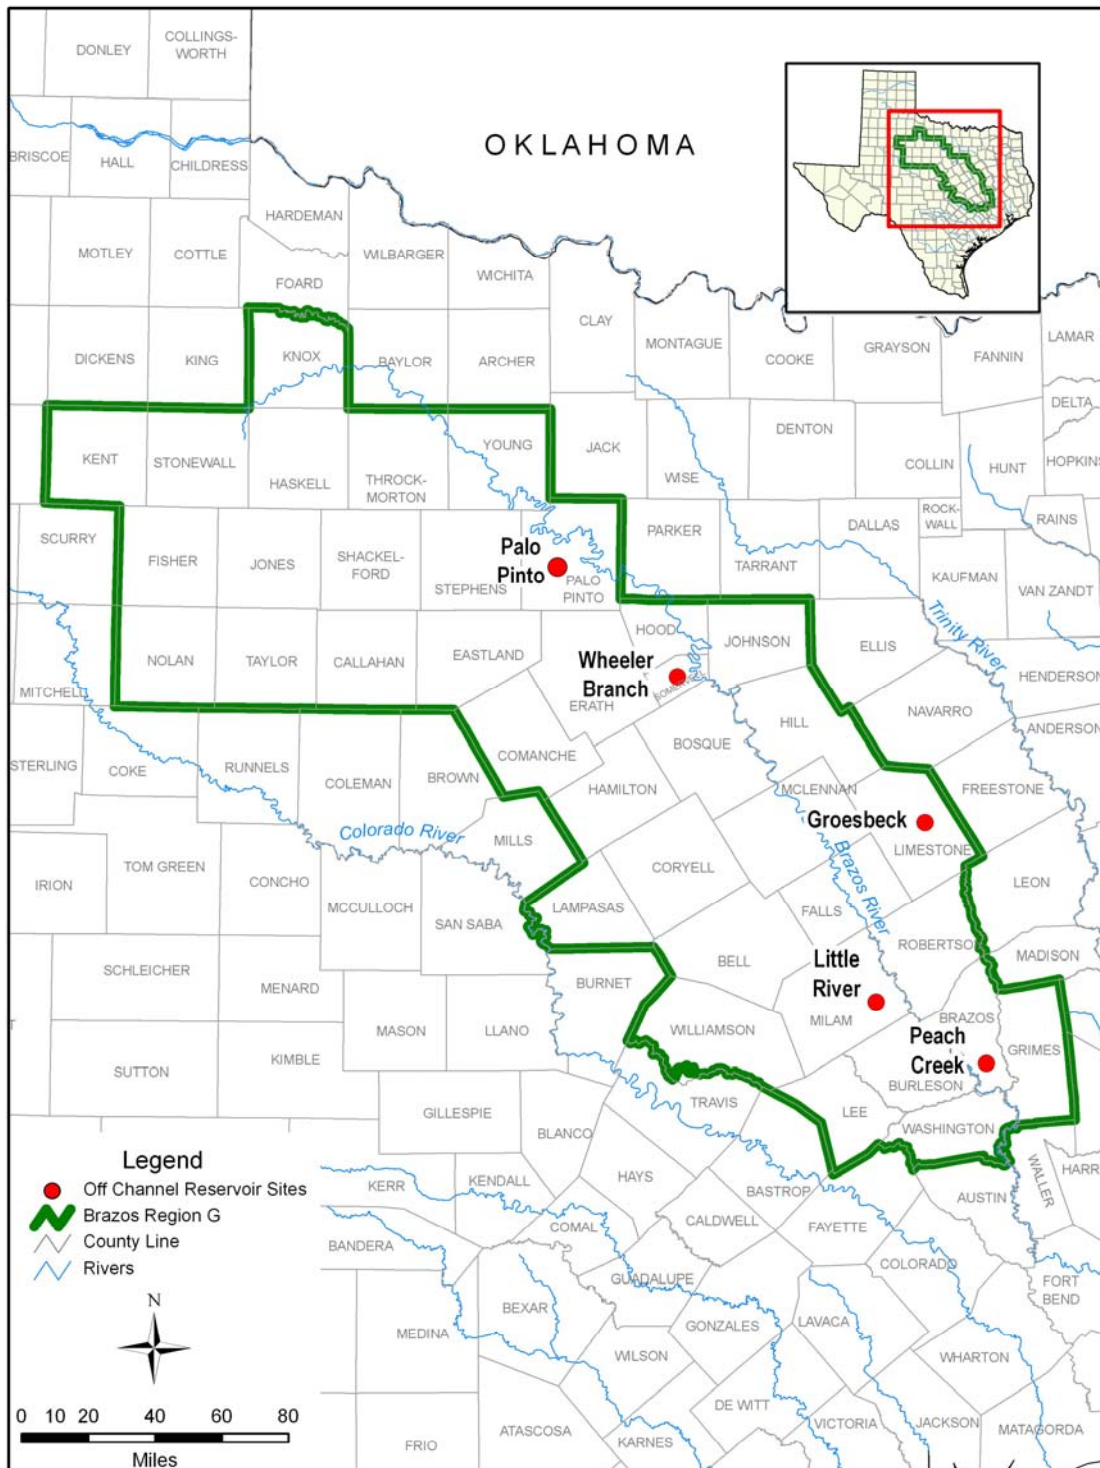 COLLINGS-
WORTH
DONLEY
OKLAHOMA
BRISCOE
HALL
CHILDRESS
HARDEMAN
MOTLEY
COTTLE
WILBARGER
FOARD
WICHITA
CLAY
DICKENS
KING
KNOX
BAYLOR
ARCHER
MONTAGUE
COOKE
GRAYSON
FANNIN
LAMAR
DELTA
KENT
STONEWALL
HASKELL
THROCK-
MORTON
YOUNG
JACK
WISE
DENTON
COLLIN
HUNT
HOPKINS
SCURRY
FISHER
JONES
SHACKEL-
FORD
STEPHENS
Palo
Pinto
PALO
PINTO
PARKER
TARRANT
DALLAS
ROCK-
WALL
RAINS
KAUFMAN
VAN ZANDT
Trinity River
MITCHELL
NOLAN
TAYLOR
CALLAHAN
EASTLAND
Wheeler
Branch
ERATH
HOOD
SOMERVELL
JOHNSON
ELLIS
HENDERSON
NAVARRO
ANDERSON
STERLING
COKE
RUNNELS
COLEMAN
BROWN
COMANCHE
HAMILTON
BOSQUE
HILL
MCLENNAN
FREESTONE
Groesbeck
LIMESTONE
Colorado River
MILLS
Brazos River
IRION
TOM GREEN
CONCHO
MCCULLOCH
SAN SABA
LAMPASAS
CORYELL
FALLS
LEON
ROBERTSO
MADISON
SCHLEICHER
MENARD
BURNET
BELL
Little
River
MILAM
BRAZOS
T
SUTTON
KIMBLE
MASON
LLANO
WILLIAMSON
Peach
Creek
GRIMES
BURLESON
GILLESPIE
BLANCO
TRAVIS
LEE
WASHINGTON
WALLER
HARR
KERR
KENDALL
HAYS
BASTROP
AUSTIN
BANDERA
COMAL
CALDWELL
FAYETTE
COLORADO
FORT
BEND
GUADALUPE
MEDINA
BEXAR
GONZALES
LAVACA
WILSON
WHARTON
FRIO
ATASCOSA
KARNES
DE WITT
VICTORIA
JACKSON
MATAGORDA
Legend
Off Channel Reservoir Sites
Brazos Region G
County Line
Rivers
N
0 10 20 40 60 80
Miles